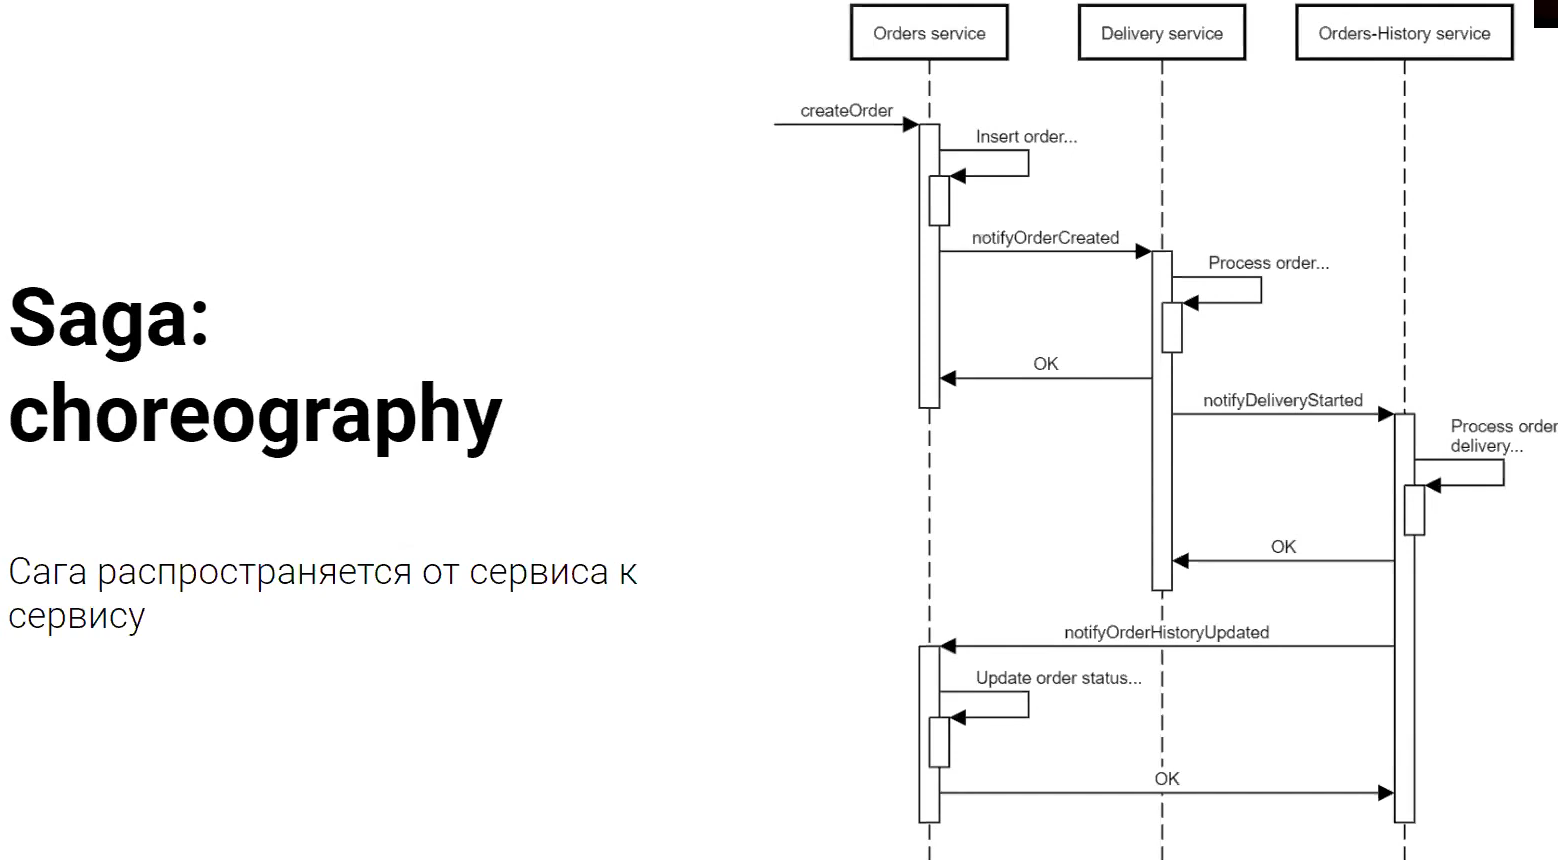 Orders service
Delivery service
Orders-History service
createOrder
Insert order...
notifyOrderCreated
Process order...
OK
notifyDeliveryStarted
Process order
delivery...
OK
notifyOrderHistoryUpdated
Update order status...
OK
Saga:
choreography
Сага распространяется от сервиса к
сервису